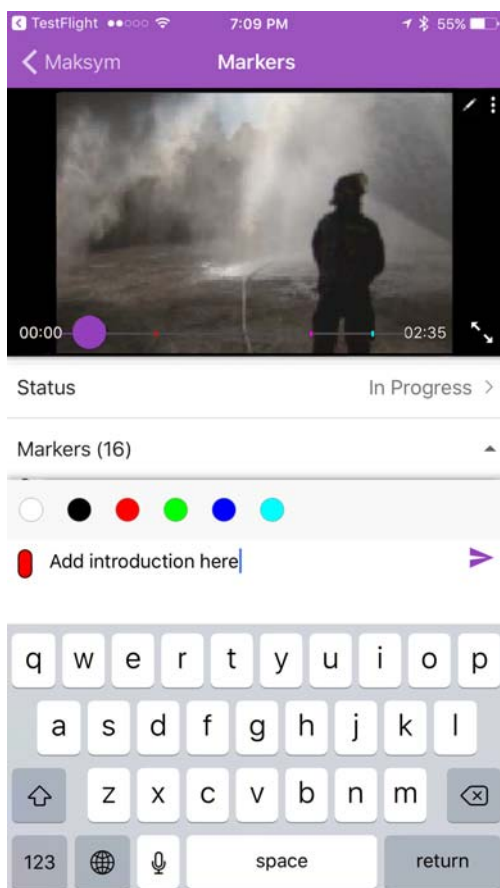 TestFlight 7:09 PM 55%
Maksym Markers
00:00 02:35
Status In Progress
Markers (16)
Add introduction here
q w e r t y u i o p
a s d f g h j k l
z x c v b n m
123 space return